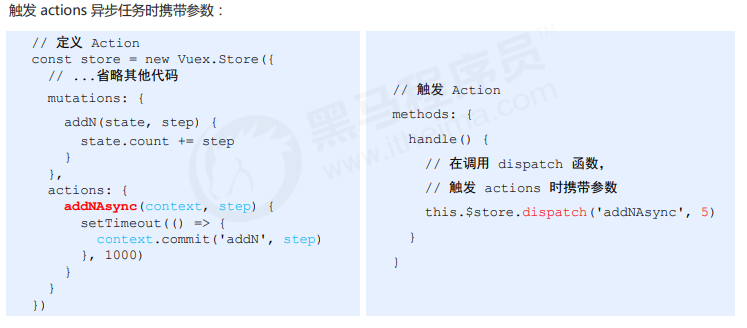 触发 actions 异步任务时携带参数：
// 定义 Action
const store = new Vuex.Store({
// ...省略其他代码
mutations: {
addN(state, step) {
state.count += step
}
},
actions: {
addNAsync(context, step) {
setTimeout(() => {
context.commit('addN', step)
}, 1000)
}
}
})
// 触发 Action
methods: {
handle() {
// 在调用 dispatch 函数，
// 触发 actions 时携带参数
this.$store.dispatch('addNAsync', 5)
}
}
黑马程序员™
www.itheima.com